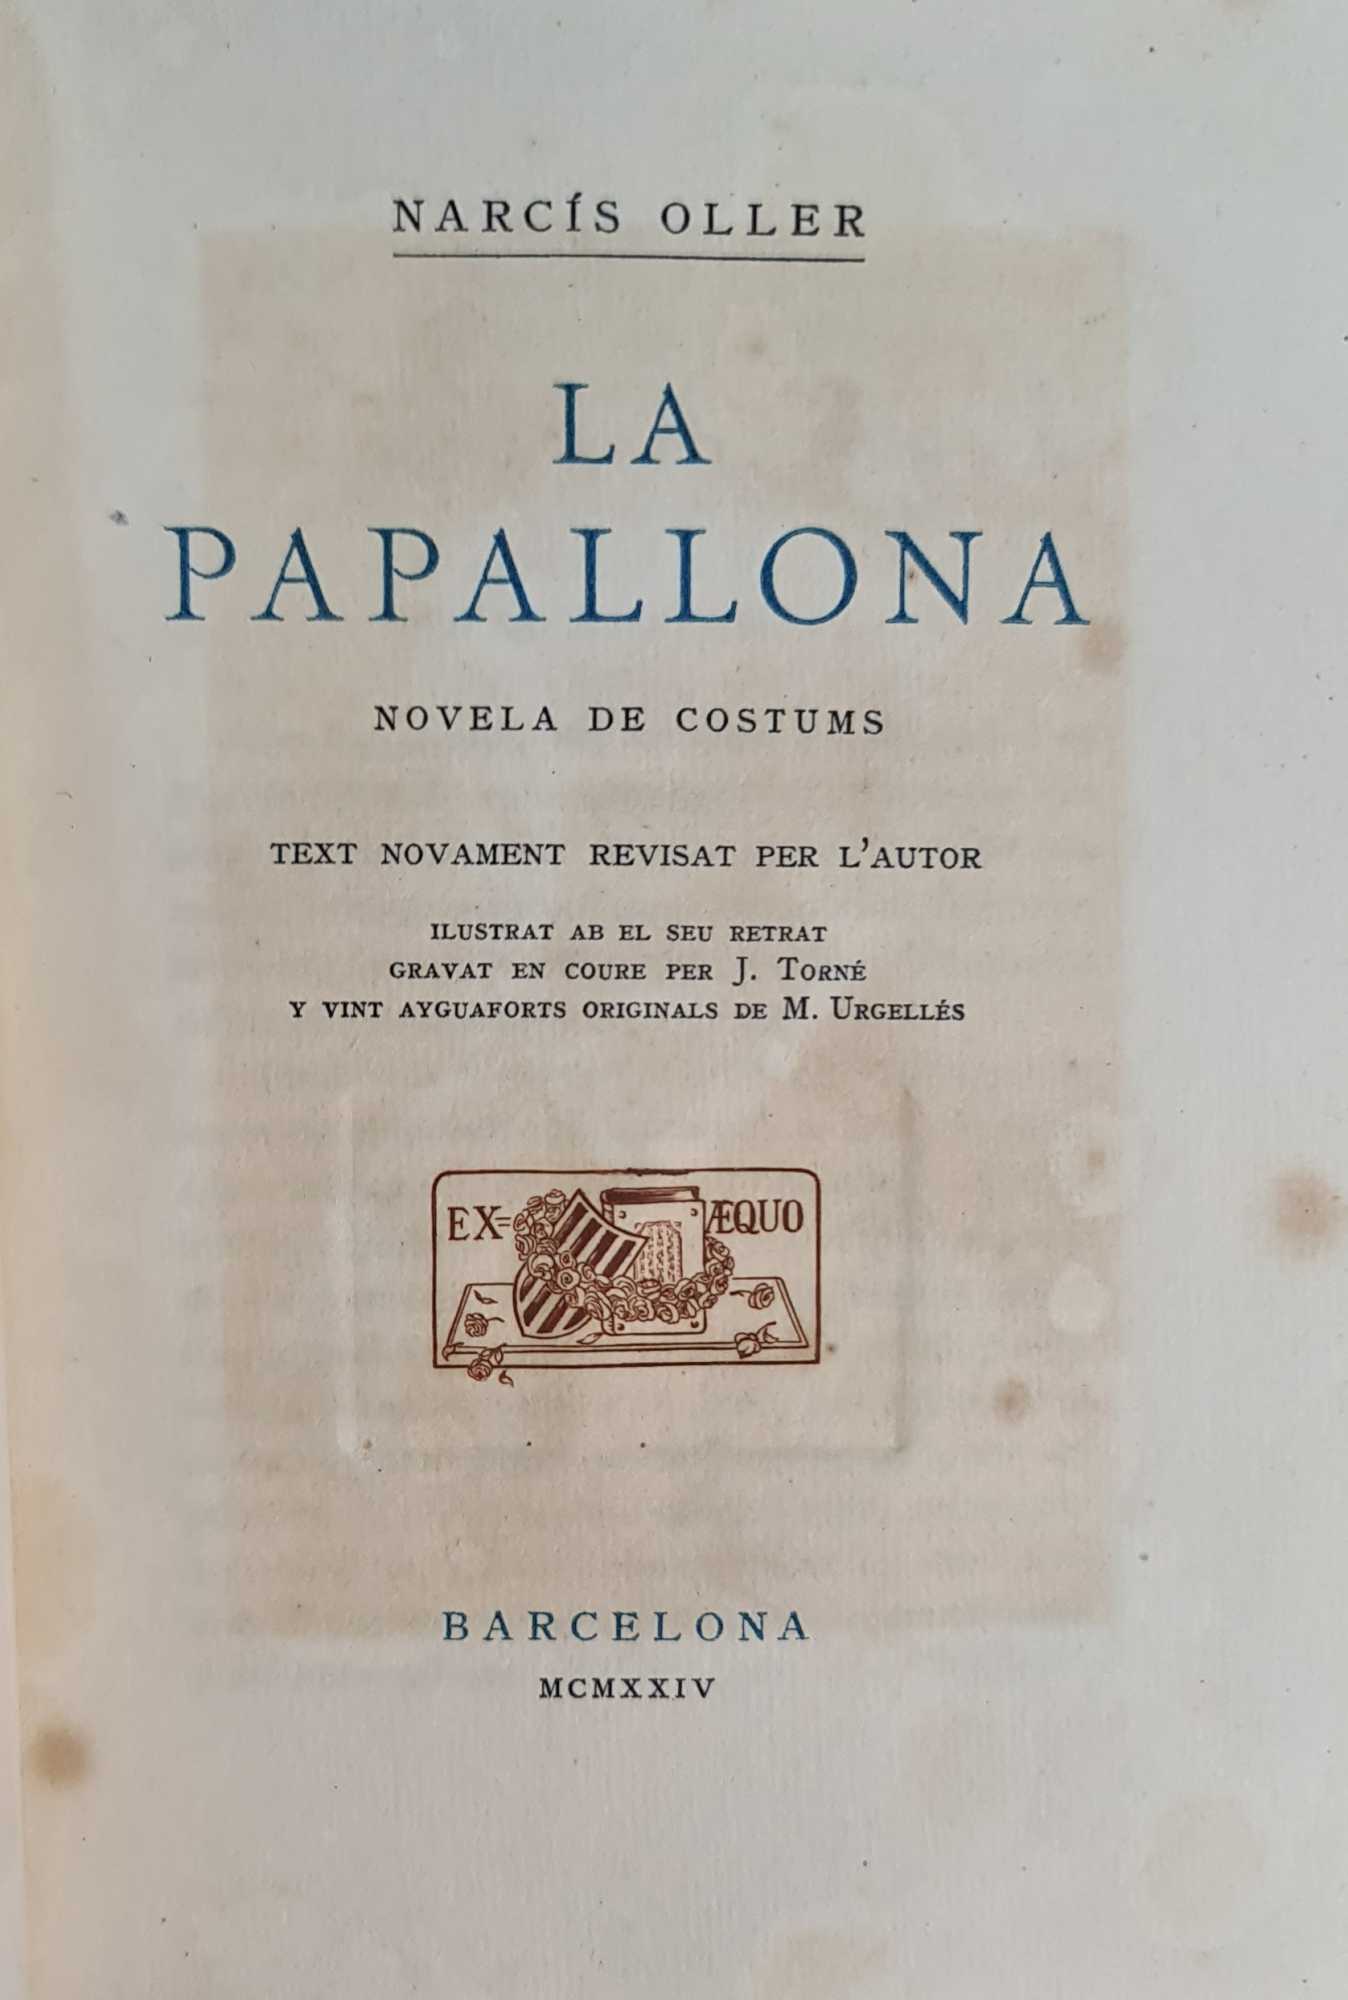 NARCÍS OLLER
LA
PAPALLONA
NOVELA DE COSTUMS
TEXT NOVAMENT REVISAT PER L'AUTOR
ILUSTRAT AB EL SEU RETRAT
GRAVAT EN COURE PER J. TORNÉ
Y VINT AYGUAFORTS ORIGINALS DE M. URGELLÉS
EX= ÆQUO
BARCELONA
MCMXXIV